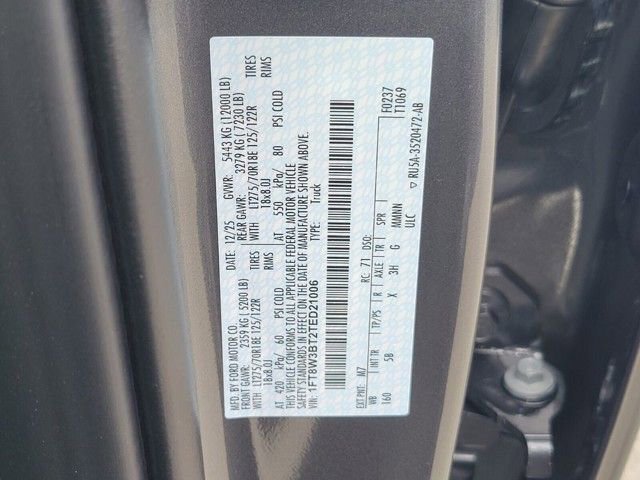 MFD. BY FORD MOTOR CO.
DATE: 12/25 GVWR: 5443 KG (12000 LB)
FRONT GAWR: 2359 KG (5200 LB) REAR GAWR: 3279 KG (7230 LB)
WITH LT275/70R18E 125/122R TIRES WITH LT275/70R18E 125/122R TIRES
18x8.0J RIMS 18x8.0J RIMS
AT 420 kPa/ 60 PSI COLD AT 550 kPa/ 80 PSI COLD
THIS VEHICLE CONFORMS TO ALL APPLICABLE FEDERAL MOTOR VEHICLE
SAFETY STANDARDS IN EFFECT ON THE DATE OF MANUFACTURE SHOWN ABOVE.
VIN: 1FT8W3BT2TED21006 TYPE: Truck
F0237
T1069
EXT PNT: M7 RC: 71 DSO:
WB INT TR TP/PS R AXLE TR SPR
160 5B X 3H G MMNN
ULC
▽ RU5A-3520472-AB